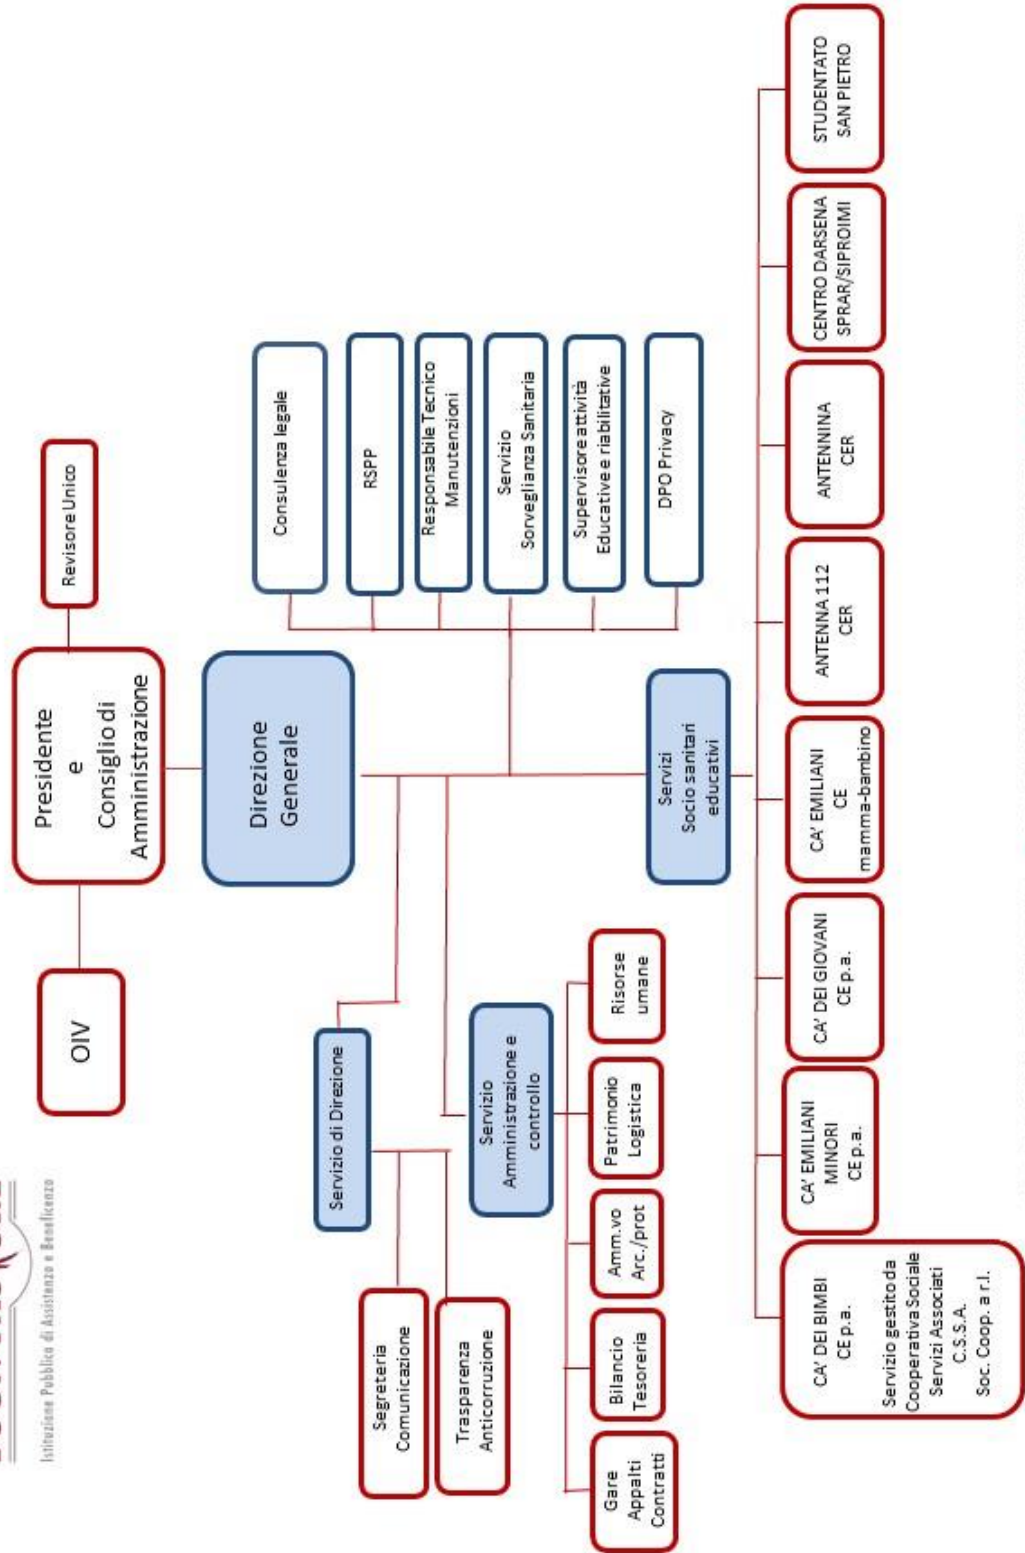 Istituzione Pubblica di Assistenza e Beneficenza
OIV
Presidente
e
Consiglio di
Amministrazione
Revisore Unico
Direzione
Generale
Consulenza legale
RSPP
Responsabile Tecnico
Manutenzioni
Servizio
Sorveglianza Sanitaria
Supervisore attività
Educative e riabilitative
DPO Privacy
Servizio di Direzione
Segreteria
Comunicazione
Trasparenza
Anticorruzione
Servizio
Amministrazione e
controllo
Gare
Appalti
Contratti
Bilancio
Tesoreria
Amm.vo
Arc./prot
Patrimonio
Logistica
Risorse
umane
Servizi
Socio sanitari
educativi
CA' DEI BIMBI
CE p.a.
Servizio gestito da
Cooperativa Sociale
Servizi Associati
C.S.S.A.
Soc. Coop. a r.l.
CA' EMILIANI
MINORI
CE p.a.
CA' DEI GIOVANI
CE p.a.
CA' EMILIANI
CE
mamma-bambino
ANTENNA 112
CER
ANTENNINA
CER
CENTRO DARSENA
SPRAR/SIPROIMI
STUDENTATO
SAN PIETRO